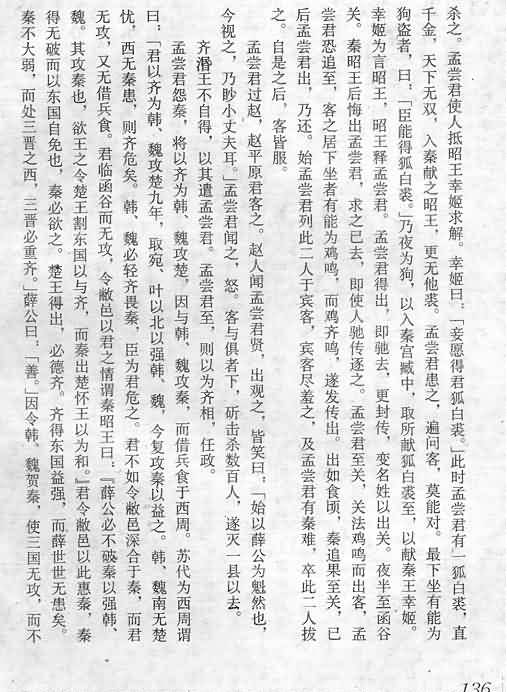 杀之。孟尝君使人抵昭王幸姬求解。幸姬曰:「妾愿得君狐白裘。」此时孟尝君有一狐白裘,直
千金,天下无双,入秦献之昭王,更无他裘。孟尝君患之,遍问客,莫能对。最下坐有能为
狗盗者,曰:「臣能得狐白裘。」乃夜为狗,以入秦宫臧中,取所献狐白裘至,以献秦王幸姬。
幸姬为言昭王,昭王释孟尝君。孟尝君得出,即驰去,更封传,变名姓以出关。夜半至函谷
关。秦昭王后悔出孟尝君,求之已去,即使人驰传逐之。孟尝君至关,关法鸡鸣而出客,孟
尝君恐追至,客之居下坐者有能为鸡鸣,而鸡齐鸣,遂发传出。出如食顷,秦追果至关,已
后孟尝君出,乃还。始孟尝君列此二人于宾客,宾客尽羞之,及孟尝君有秦难,卒此二人拔
之。自是之后,客皆服。
孟尝君过赵,赵平原君客之。赵人闻孟尝君贤,出观之,皆笑曰:「始以薛公为魁然也,
今视之,乃眇小丈夫耳。」孟尝君闻之,怒。客与俱者下,斫击杀数百人,遂灭一县以去。
齐湣王不自得,以其遣孟尝君。孟尝君至,则以为齐相,任政。
孟尝君怨秦,将以齐为韩、魏攻楚,因与韩、魏攻秦,而借兵食于西周。苏代为西周谓
曰:「君以齐为韩、魏攻楚九年,取宛、叶以北以强韩、魏,今复攻秦以益之。韩、魏南无楚
忧,西无秦患,则齐危矣。韩、魏必轻齐畏秦,臣为君危之。君不如令敝邑深合于秦,而君
无攻,又无借兵食。君临函谷而无攻,令敝邑以君之情谓秦昭王曰:『薛公必不破秦以强韩、
魏。其攻秦也,欲王之令楚王割东国以与齐,而秦出楚怀王以为和。』君令敝邑以此惠秦,秦
得无破而以东国自免也,秦必欲之。楚王得出,必德齐。齐得东国益强,而薛世世无患矣。
秦不大弱,而处三晋之西,三晋必重齐。」薛公曰:「善。」因令韩、魏贺秦,使三国无攻,而不
136